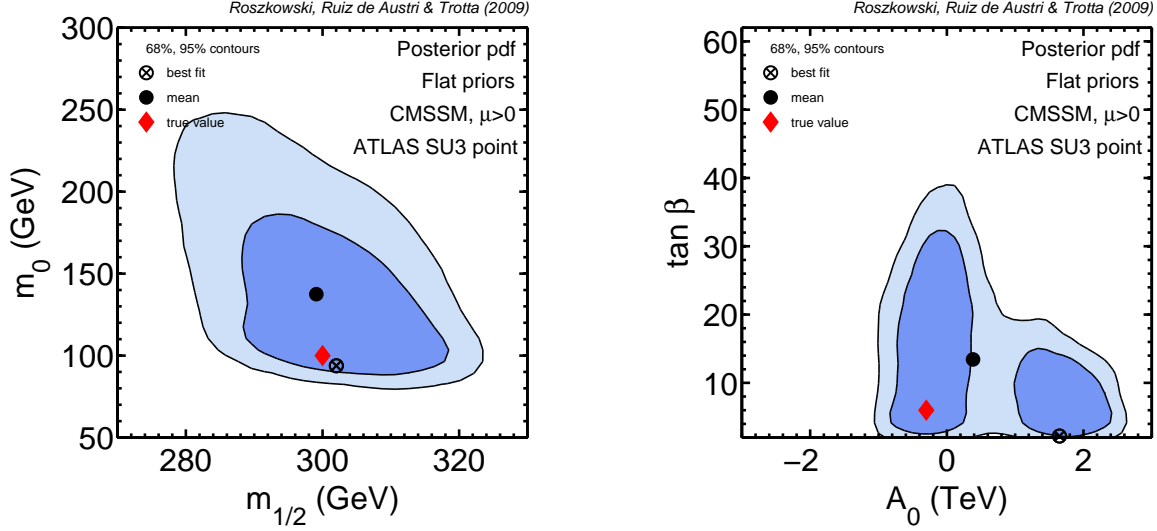 Roszkowski, Ruiz de Austri & Trotta (2009)
68%, 95% contours
best fit
mean
true value
Posterior pdf
Flat priors
CMSSM, μ>0
ATLAS SU3 point
300
250
200
150
100
50
m0 (GeV)
280
300
320
m1/2 (GeV)
Roszkowski, Ruiz de Austri & Trotta (2009)
68%, 95% contours
best fit
mean
true value
Posterior pdf
Flat priors
CMSSM, μ>0
ATLAS SU3 point
60
50
40
30
20
10
tan β
−2
0
2
A0 (TeV)